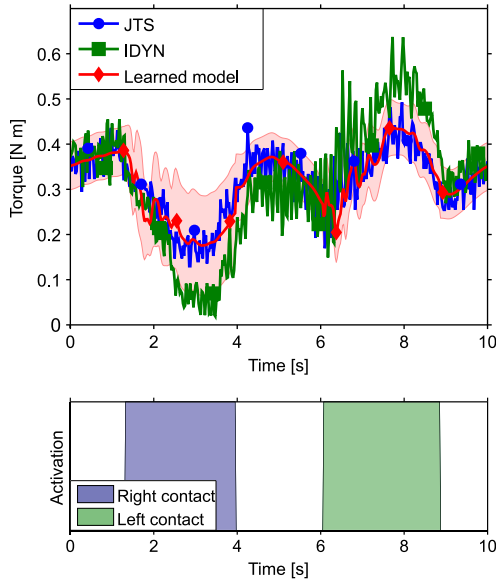 JTS
IDYN
Learned model
Torque [N m]
0.6
0.5
0.4
0.3
0.2
0.1
0
0 2 4 6 8 10
Time [s]
Activation
Right contact
Left contact
0 2 4 6 8 10
Time [s]